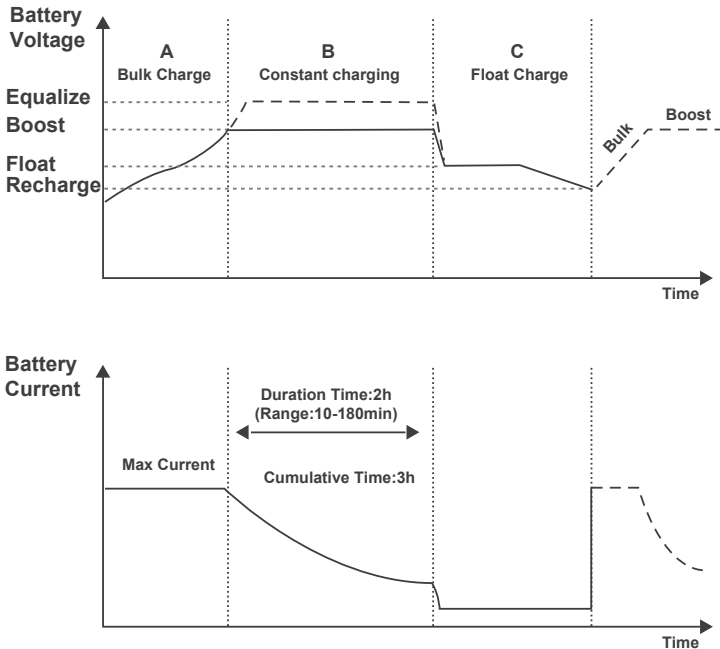 Battery
Voltage
A
Bulk Charge
B
Constant charging
C
Float Charge
Equalize
Boost
Float
Recharge
Bulk
Boost
Time
Battery
Current
Duration Time:2h
(Range:10-180min)
Max Current
Cumulative Time:3h
Time